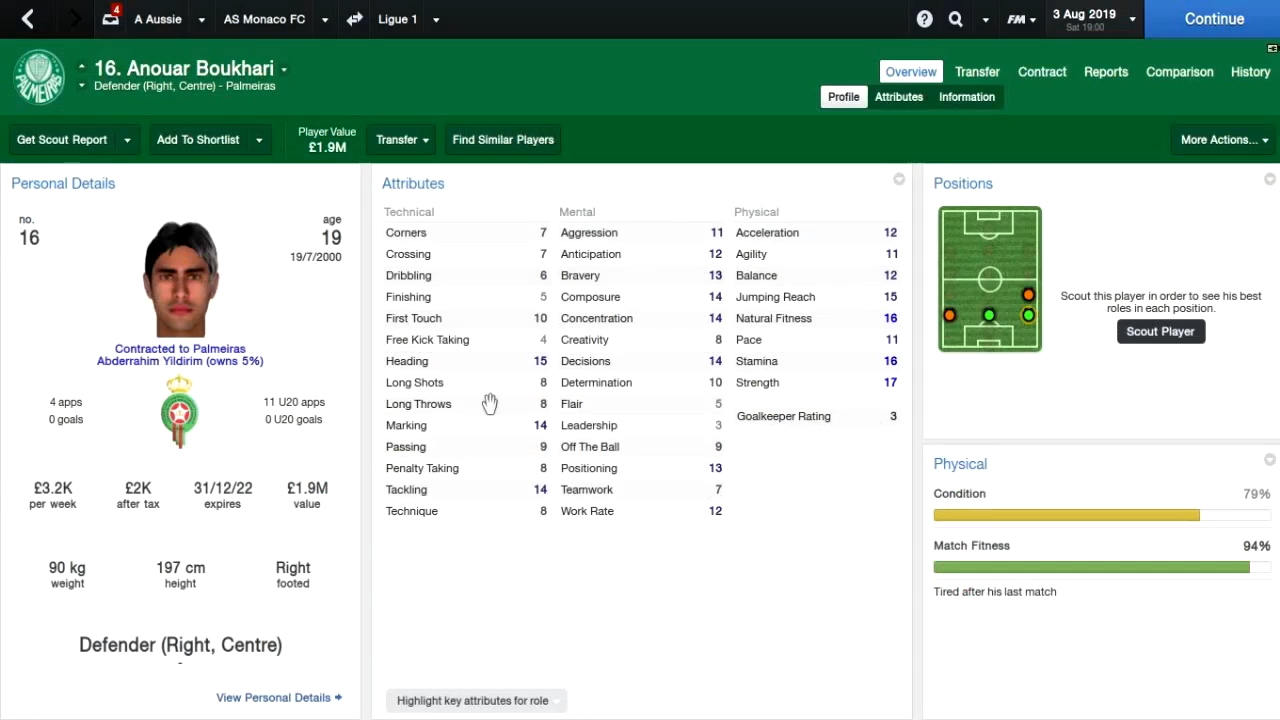 4
A Aussie
AS Monaco FC
Ligue 1
FM
3 Aug 2019
Sat 19:00
Continue
PALMEIRAS
16. Anouar Boukhari
Defender (Right, Centre) - Palmeiras
Overview Transfer Contract Reports Comparison History
Profile Attributes Information
Get Scout Report
Add To Shortlist
Player Value
£1.9M
Transfer
Find Similar Players
More Actions...
Personal Details
no.
16
age
19
19/7/2000
Contracted to Palmeiras
Abderrahim Yildirim (owns 5%)
4 apps
0 goals
11 U20 apps
0 U20 goals
£3.2K
per week
£2K
after tax
31/12/22
expires
£1.9M
value
90 kg
weight
197 cm
height
Right
footed
Defender (Right, Centre)
-
View Personal Details
Attributes
Technical
Corners 7
Crossing 7
Dribbling 6
Finishing 5
First Touch 10
Free Kick Taking 4
Heading 15
Long Shots 8
Long Throws 8
Marking 14
Passing 9
Penalty Taking 8
Tackling 14
Technique 8
Mental
Aggression 11
Anticipation 12
Bravery 13
Composure 14
Concentration 14
Creativity 8
Decisions 14
Determination 10
Flair 5
Leadership 3
Off The Ball 9
Positioning 13
Teamwork 7
Work Rate 12
Physical
Acceleration 12
Agility 11
Balance 12
Jumping Reach 15
Natural Fitness 16
Pace 11
Stamina 16
Strength 17
Goalkeeper Rating 3
Highlight key attributes for role
Positions
Scout this player in order to see his best
roles in each position.
Scout Player
Physical
Condition 79%
Match Fitness 94%
Tired after his last match